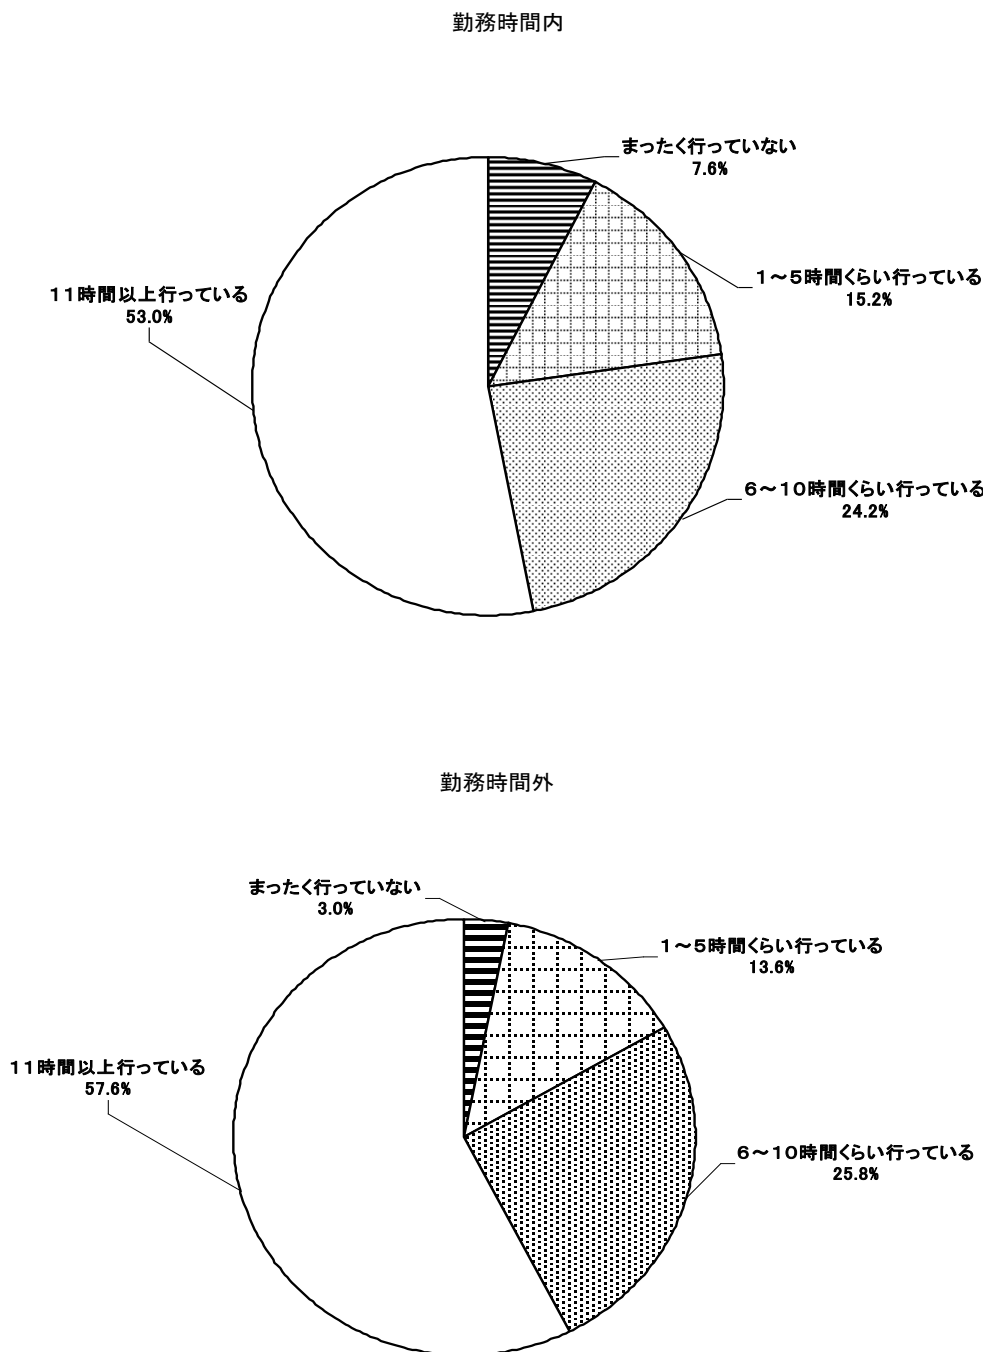 勤務時間内
まったく行っていない
7.6%
1～5時間くらい行っている
15.2%
11時間以上行っている
53.0%
6～10時間くらい行っている
24.2%
勤務時間外
まったく行っていない
3.0%
1～5時間くらい行っている
13.6%
11時間以上行っている
57.6%
6～10時間くらい行っている
25.8%